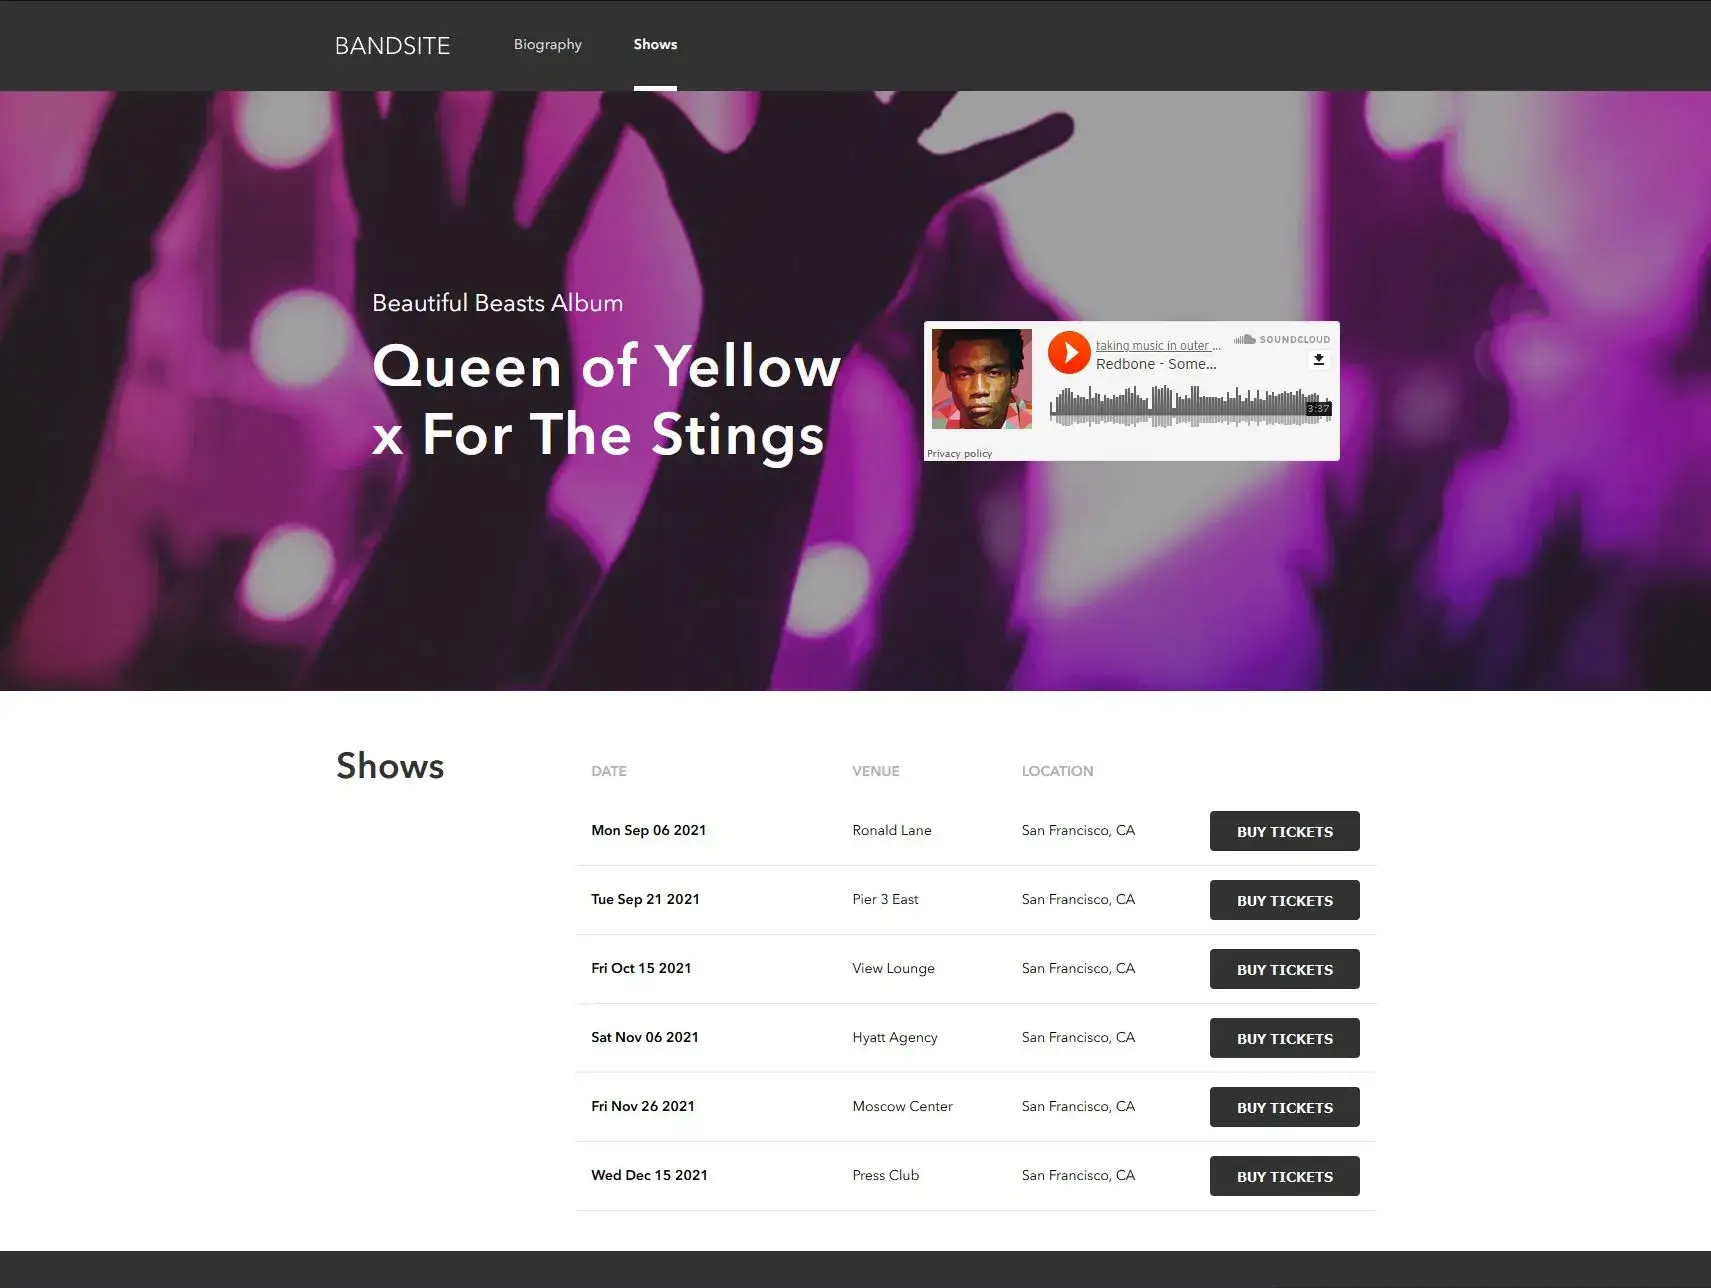 BANDSITE Biography Shows
Beautiful Beasts Album
Queen of Yellow
x For The Stings
taking music in outer ...
SOUNDCLOUD
Redbone - Some...
3:37
Privacy policy
Shows
DATE VENUE LOCATION
Mon Sep 06 2021 Ronald Lane San Francisco, CA BUY TICKETS
Tue Sep 21 2021 Pier 3 East San Francisco, CA BUY TICKETS
Fri Oct 15 2021 View Lounge San Francisco, CA BUY TICKETS
Sat Nov 06 2021 Hyatt Agency San Francisco, CA BUY TICKETS
Fri Nov 26 2021 Moscow Center San Francisco, CA BUY TICKETS
Wed Dec 15 2021 Press Club San Francisco, CA BUY TICKETS